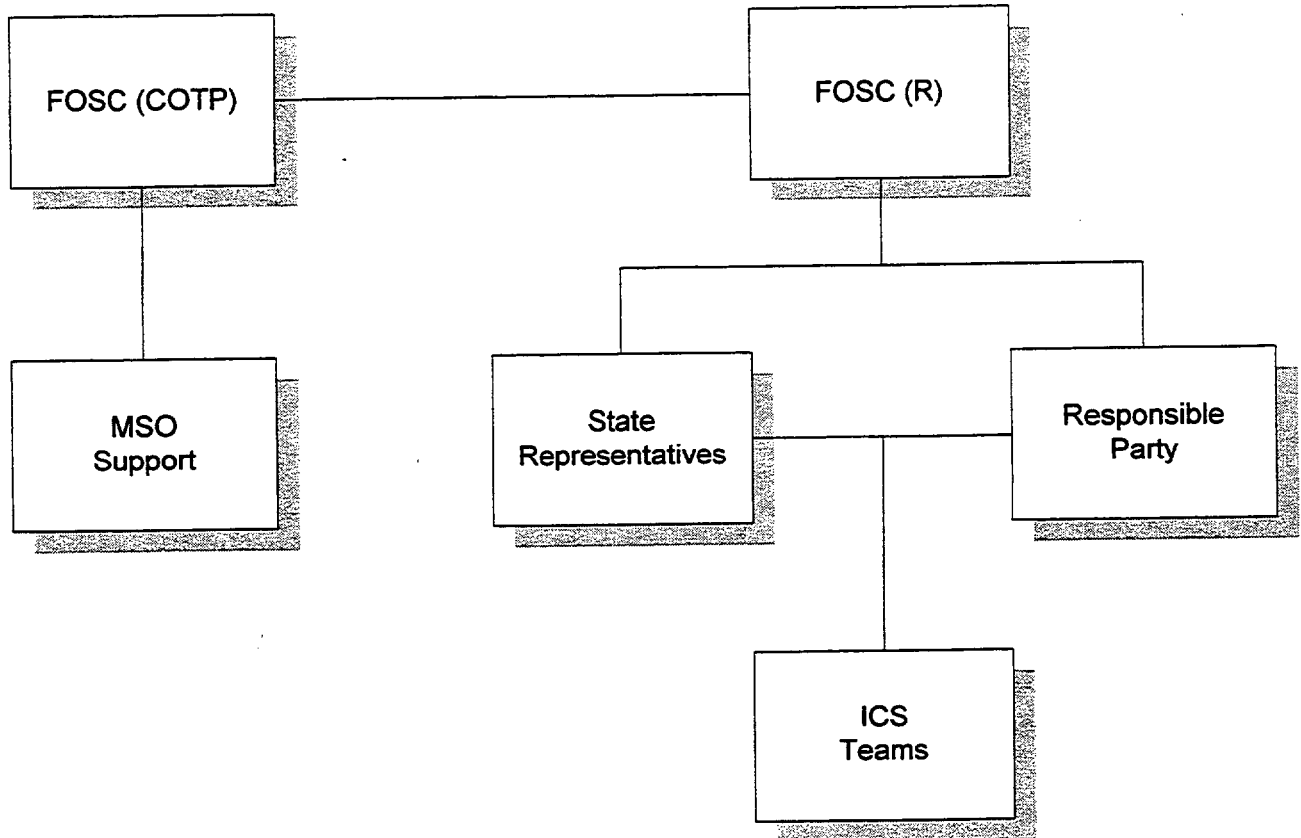 FOSC (COTP)
FOSC (R)
MSO
Support
State
Representatives
Responsible
Party
ICS
Teams